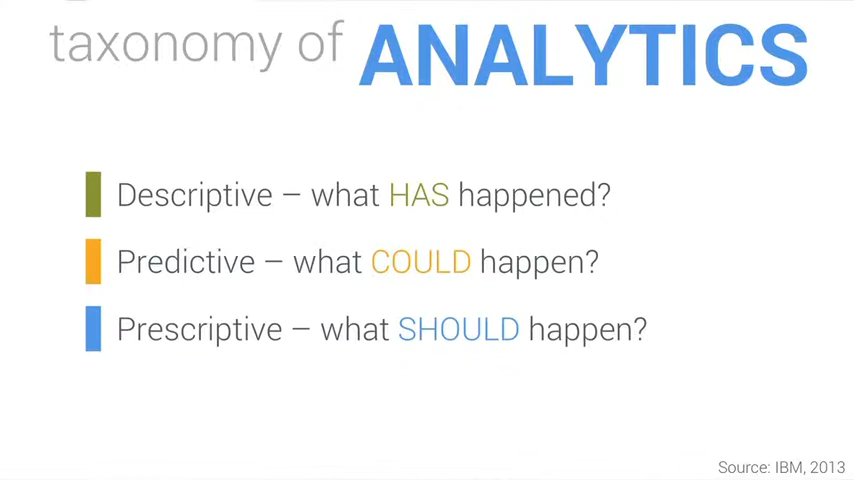 taxonomy of ANALYTICS
Descriptive – what HAS happened?
Predictive – what COULD happen?
Prescriptive – what SHOULD happen?
Source: IBM, 2013